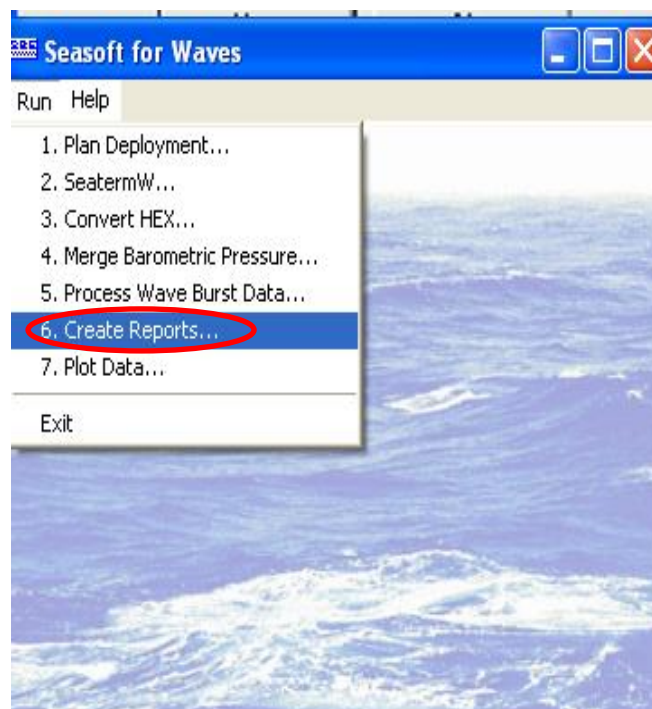 Seasoft for Waves
Run Help
1. Plan Deployment...
2. SeatermW...
3. Convert HEX...
4. Merge Barometric Pressure...
5. Process Wave Burst Data...
6. Create Reports...
7. Plot Data...
Exit